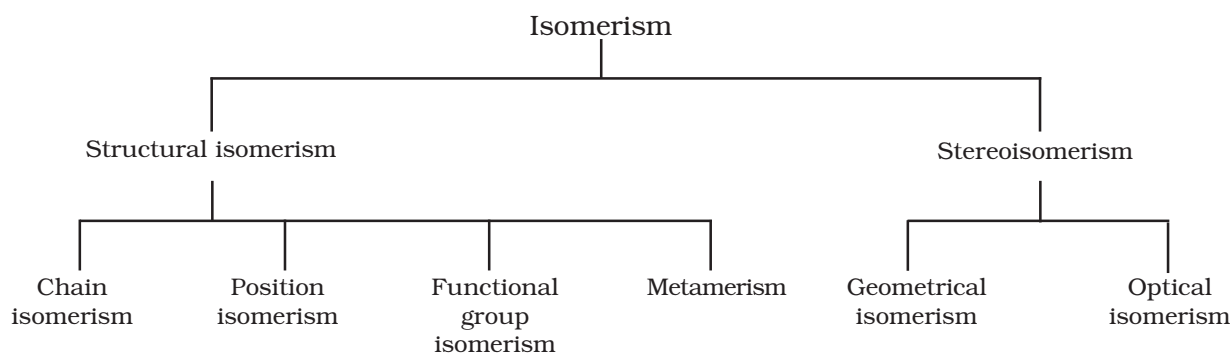 Isomerism
Structural isomerism
Stereoisomerism
Chain
isomerism
Position
isomerism
Functional
group
isomerism
Metamerism
Geometrical
isomerism
Optical
isomerism